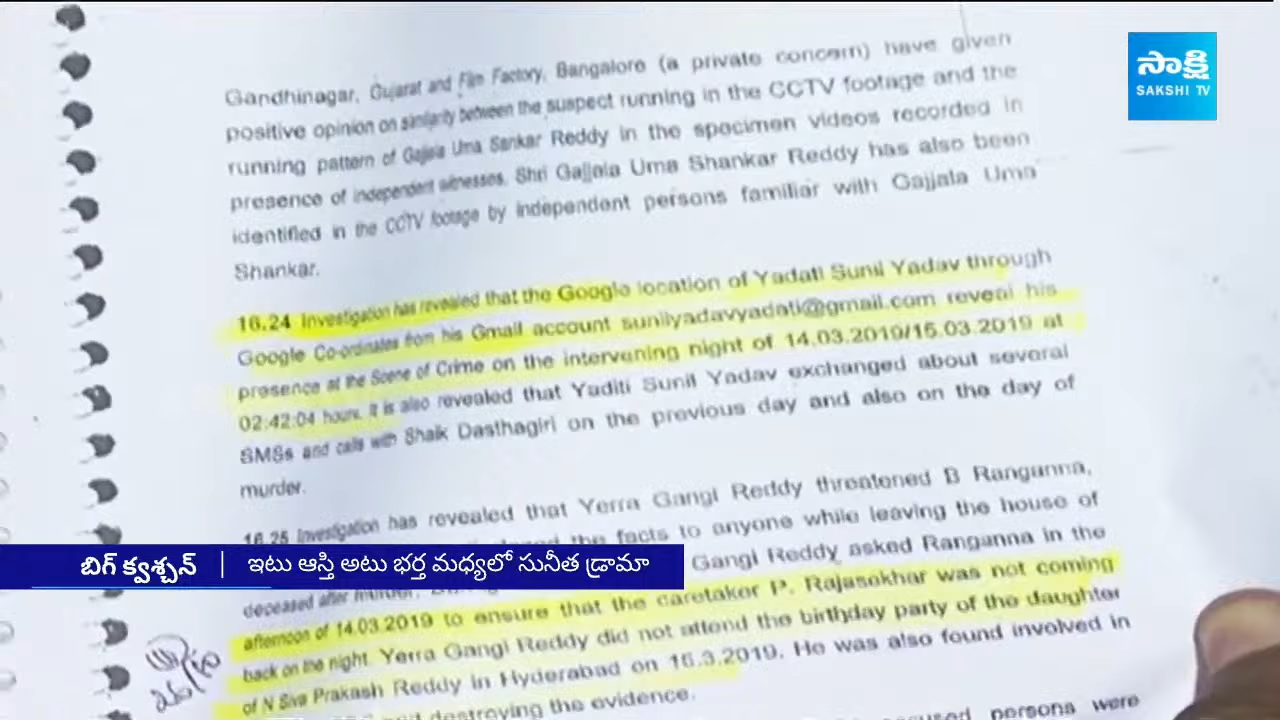 సాక్షి
SAKSHI TV
Gandhinagar, Gujarat and Film Factory, Bangalore (a private concern) have given
positive opinion on similarity between the suspect running in the CCTV footage and the
running pattern of Gajjala Uma Sankar Reddy in the specimen videos recorded in
presence of independent witnesses. Shri Gajjala Uma Shankar Reddy has also been
identified in the CCTV footage by independent persons familiar with Gajjala Uma
Shankar.
16.24 Investigation has revealed that the Google location of Yadati Sunil Yadav through
Google Co-ordinates from his Gmail account sunilyadavyadati@gmail.com reveal his
presence at the Scene of Crime on the intervening night of 14.03.2019/15.03.2019 at
02:42:04 hours. It is also revealed that Yaditi Sunil Yadav exchanged about several
SMSs and calls with Shaik Dasthagiri on the previous day and also on the day of
murder.
16.25 Investigation has revealed that Yerra Gangi Reddy threatened B Ranganna,
the facts to anyone while leaving the house of
deceased after murder. Gangi Reddy asked Ranganna in the
afternoon of 14.03.2019 to ensure that the caretaker P. Rajasekhar was not coming
back on the night. Yerra Gangi Reddy did not attend the birthday party of the daughter
of N Siva Prakash Reddy in Hyderabad on 16.3.2019. He was also found involved in
and destroying the evidence.
persons were
బిగ్ క్వశ్చన్ | ఇటు ఆస్తి అటు భర్త మధ్యలో సునీత డ్రామా
26/10